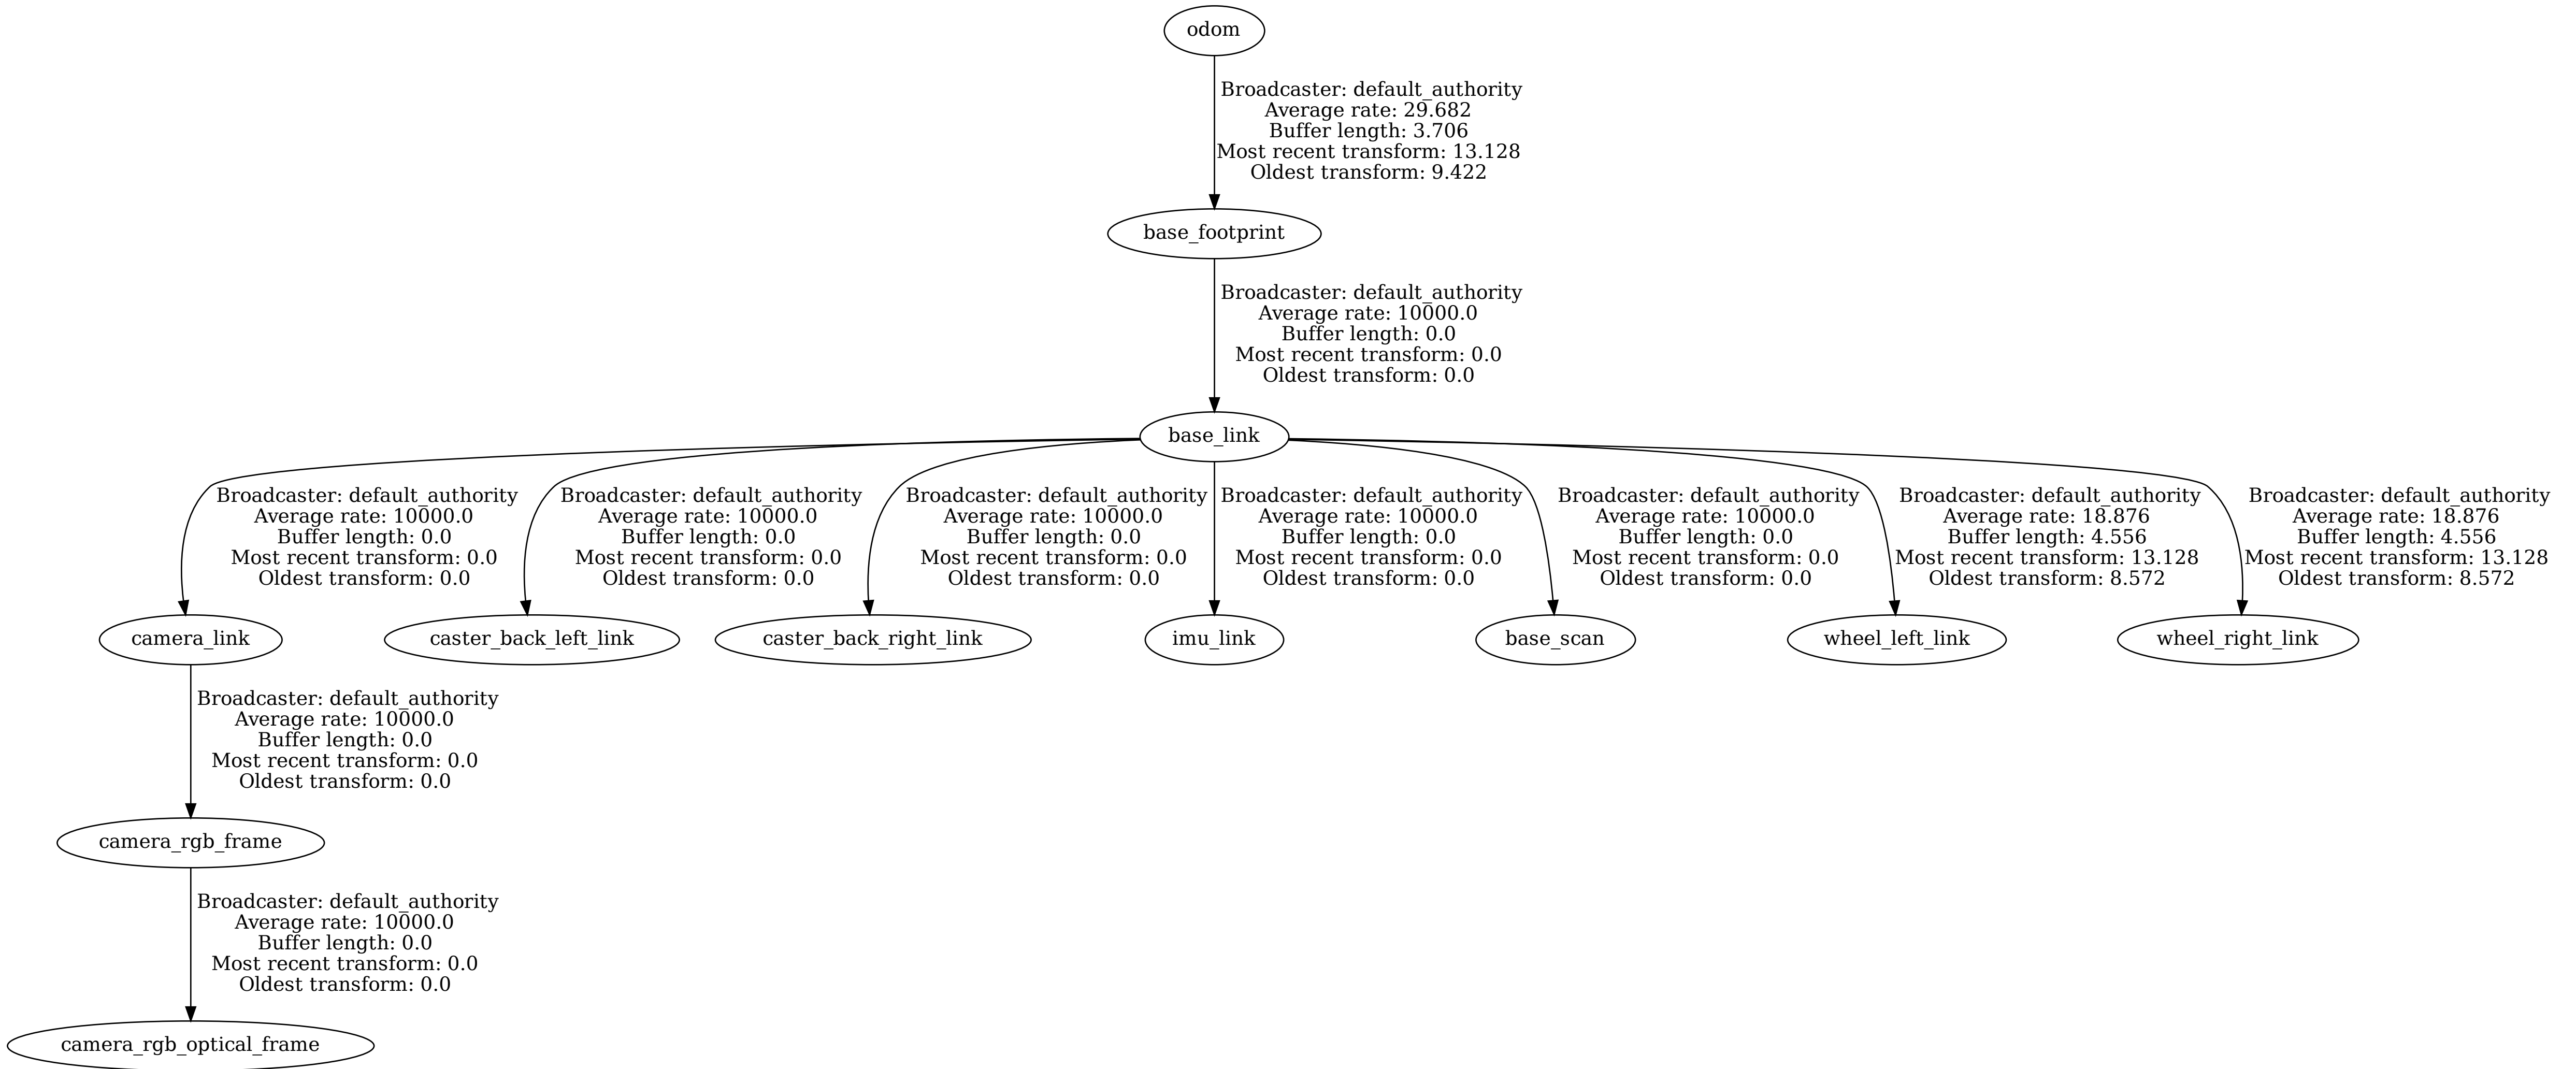 odom
Broadcaster: default_authority
Average rate: 29.682
Buffer length: 3.706
Most recent transform: 13.128
Oldest transform: 9.422
base_footprint
Broadcaster: default_authority
Average rate: 10000.0
Buffer length: 0.0
Most recent transform: 0.0
Oldest transform: 0.0
base_link
Broadcaster: default_authority
Average rate: 10000.0
Buffer length: 0.0
Most recent transform: 0.0
Oldest transform: 0.0
Broadcaster: default_authority
Average rate: 10000.0
Buffer length: 0.0
Most recent transform: 0.0
Oldest transform: 0.0
Broadcaster: default_authority
Average rate: 10000.0
Buffer length: 0.0
Most recent transform: 0.0
Oldest transform: 0.0
Broadcaster: default_authority
Average rate: 10000.0
Buffer length: 0.0
Most recent transform: 0.0
Oldest transform: 0.0
Broadcaster: default_authority
Average rate: 10000.0
Buffer length: 0.0
Most recent transform: 0.0
Oldest transform: 0.0
Broadcaster: default_authority
Average rate: 18.876
Buffer length: 4.556
Most recent transform: 13.128
Oldest transform: 8.572
Broadcaster: default_authority
Average rate: 18.876
Buffer length: 4.556
Most recent transform: 13.128
Oldest transform: 8.572
camera_link
caster_back_left_link
caster_back_right_link
imu_link
base_scan
wheel_left_link
wheel_right_link
Broadcaster: default_authority
Average rate: 10000.0
Buffer length: 0.0
Most recent transform: 0.0
Oldest transform: 0.0
camera_rgb_frame
Broadcaster: default_authority
Average rate: 10000.0
Buffer length: 0.0
Most recent transform: 0.0
Oldest transform: 0.0
camera_rgb_optical_frame